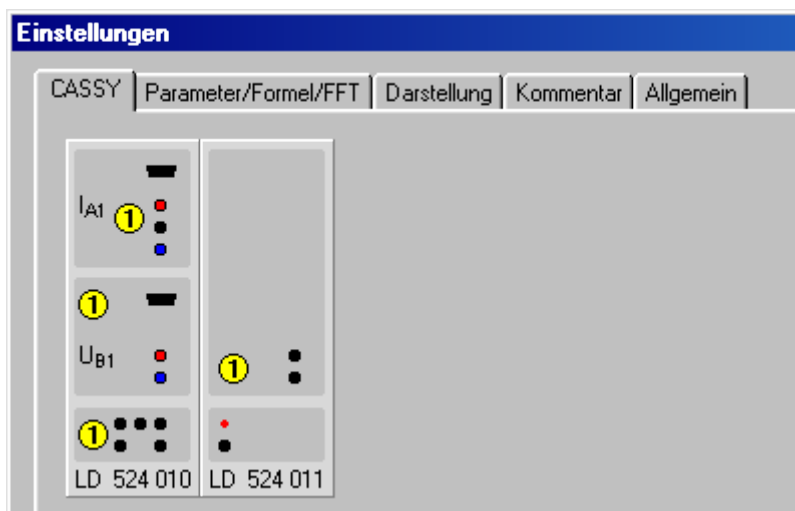 Einstellungen
CASSY Parameter/Formel/FFT Darstellung Kommentar Allgemein
IA1 1
1
UB1 1
1
LD 524 010 LD 524 011